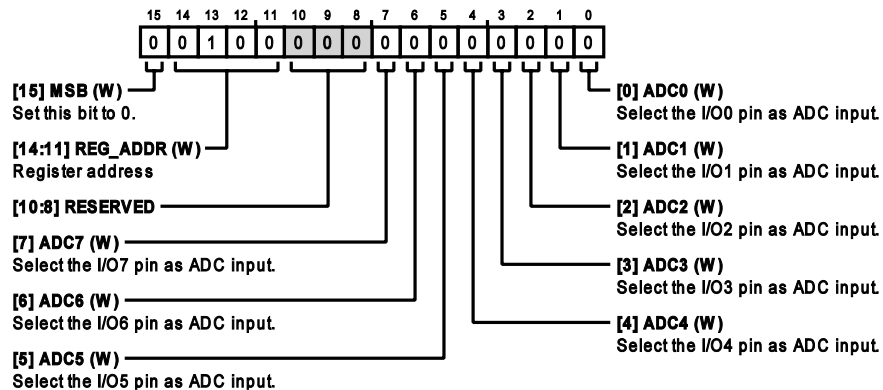 15 14 13 12 11 10 9 8 7 6 5 4 3 2 1 0
0 0 1 0 0 0 0 0 0 0 0 0 0 0 0 0
[15] MSB (W)
Set this bit to 0.
[14:11] REG_ADDR (W)
Register address
[10:8] RESERVED
[7] ADC7 (W)
Select the I/O7 pin as ADC input.
[6] ADC6 (W)
Select the I/O6 pin as ADC input.
[5] ADC5 (W)
Select the I/O5 pin as ADC input.
[0] ADC0 (W)
Select the I/O0 pin as ADC input.
[1] ADC1 (W)
Select the I/O1 pin as ADC input.
[2] ADC2 (W)
Select the I/O2 pin as ADC input.
[3] ADC3 (W)
Select the I/O3 pin as ADC input.
[4] ADC4 (W)
Select the I/O4 pin as ADC input.